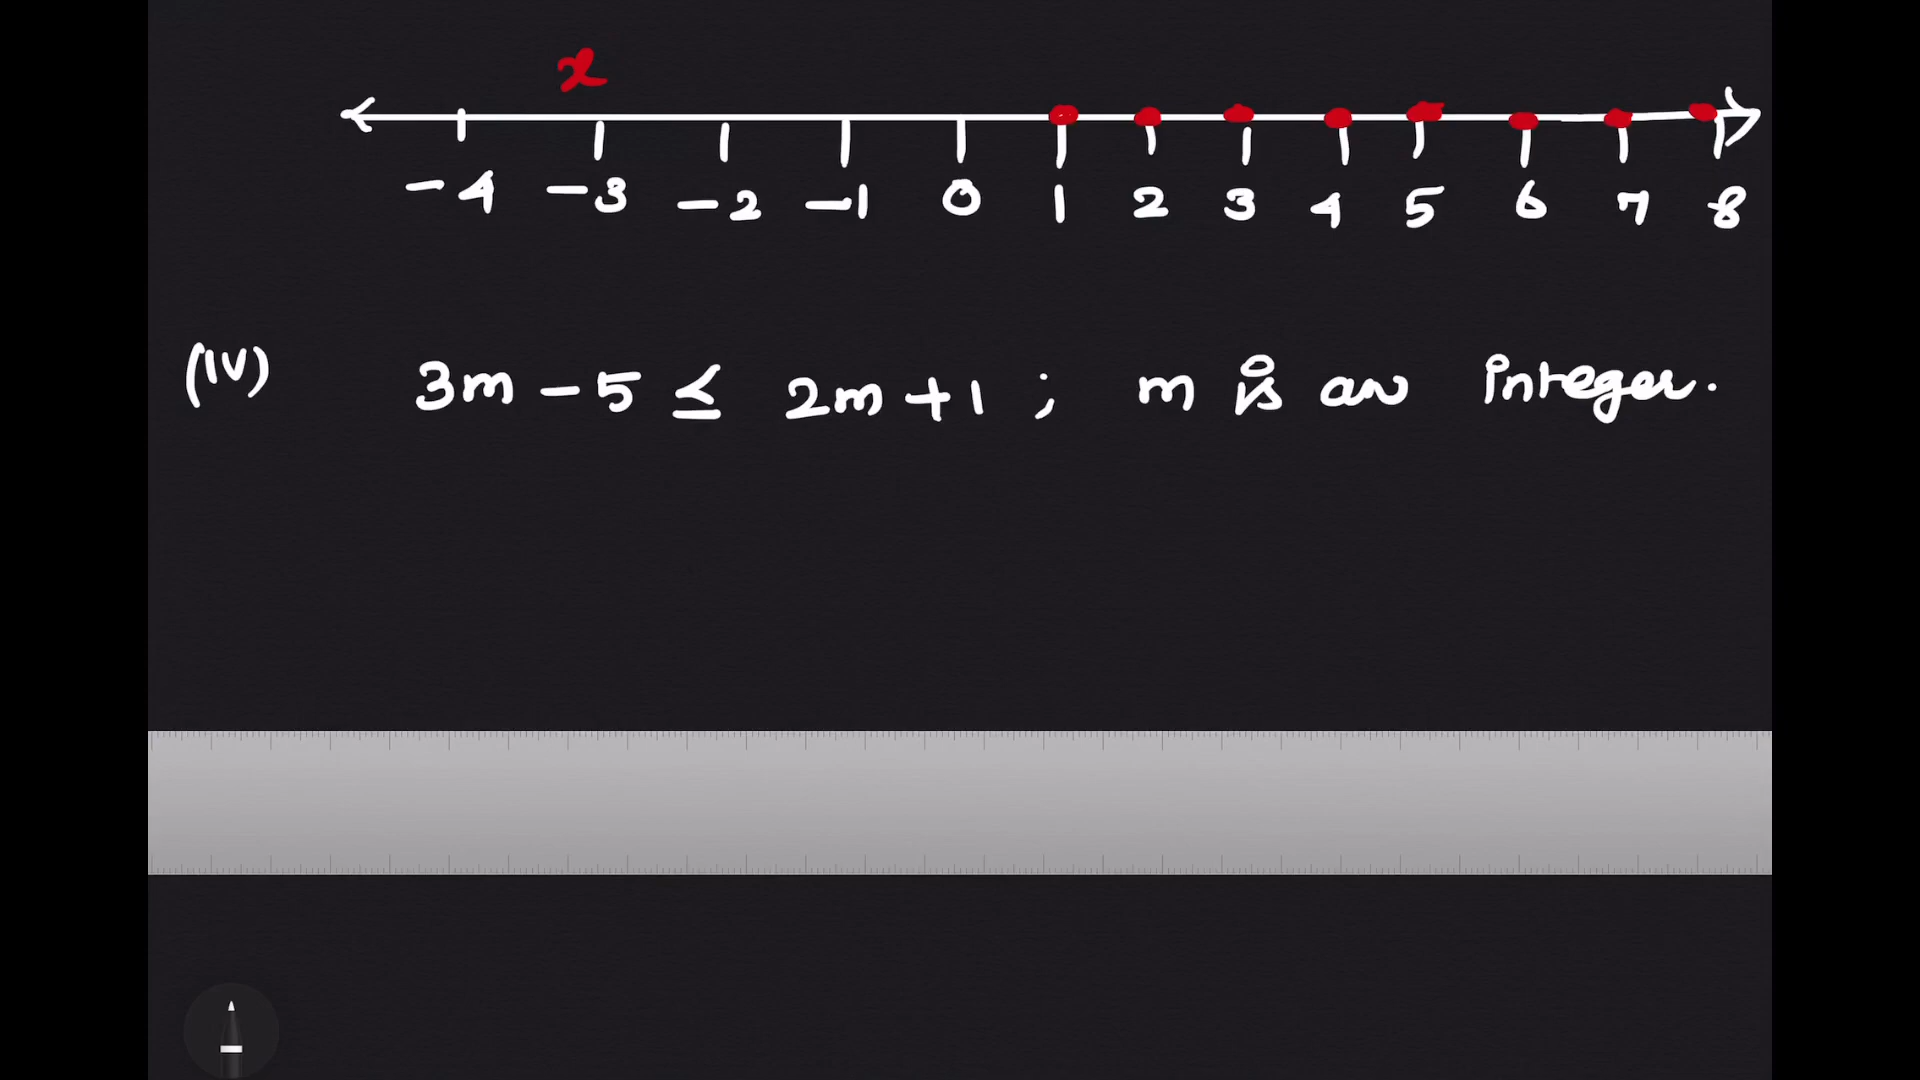 x
-4 -3 -2 -1 0 1 2 3 4 5 6 7 8
(IV) 3m - 5 ≤ 2m + 1 ; m is an integer.